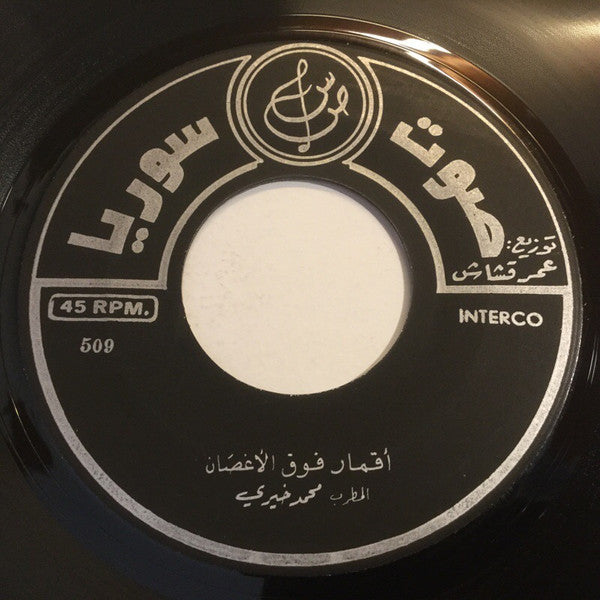 صوت سوريا
توزيع:
عمر قشاش
45 RPM.
INTERCO
509
أقمار فوق الأغصان
المطرب محمد خيري